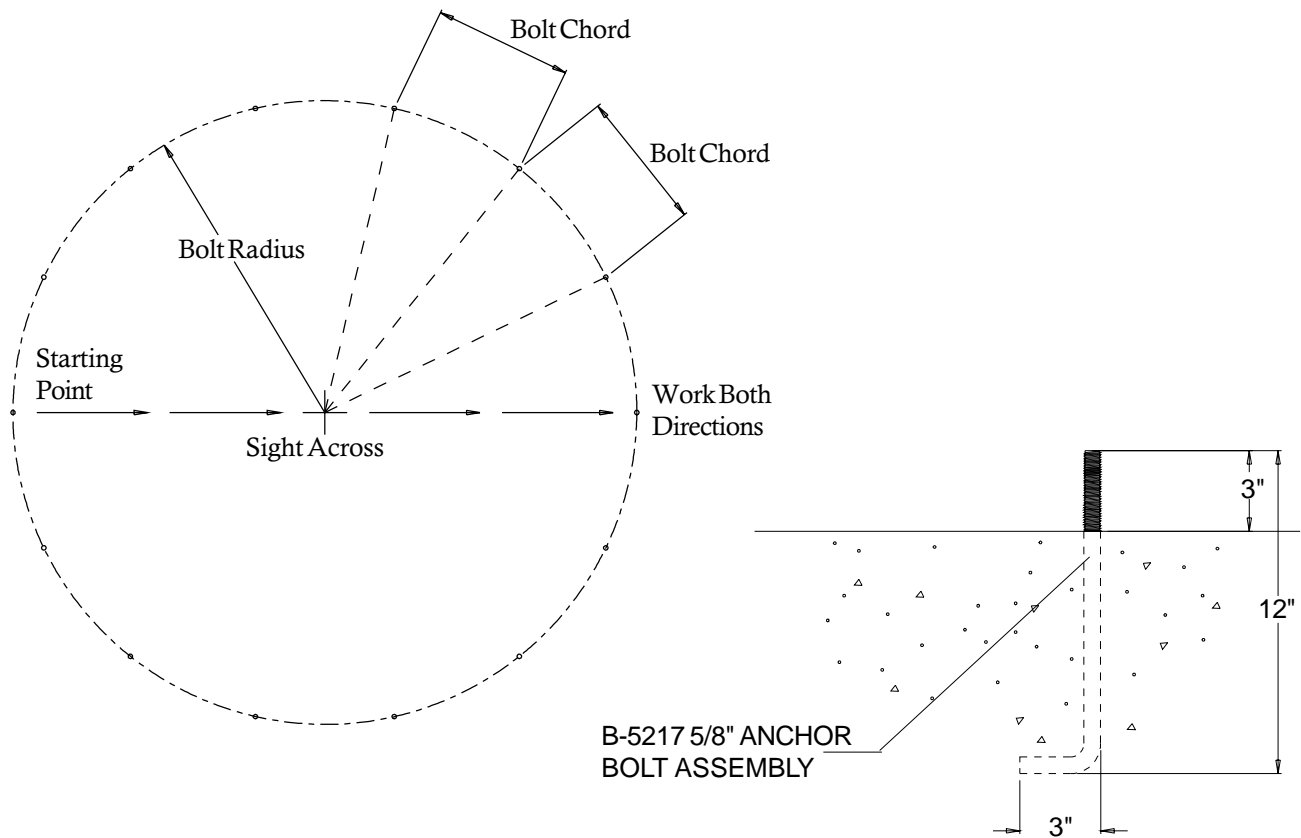 Bolt Chord
Bolt Chord
Bolt Radius
Starting
Point
Work Both
Directions
Sight Across
3"
12"
B-5217 5/8" ANCHOR
BOLT ASSEMBLY
3"